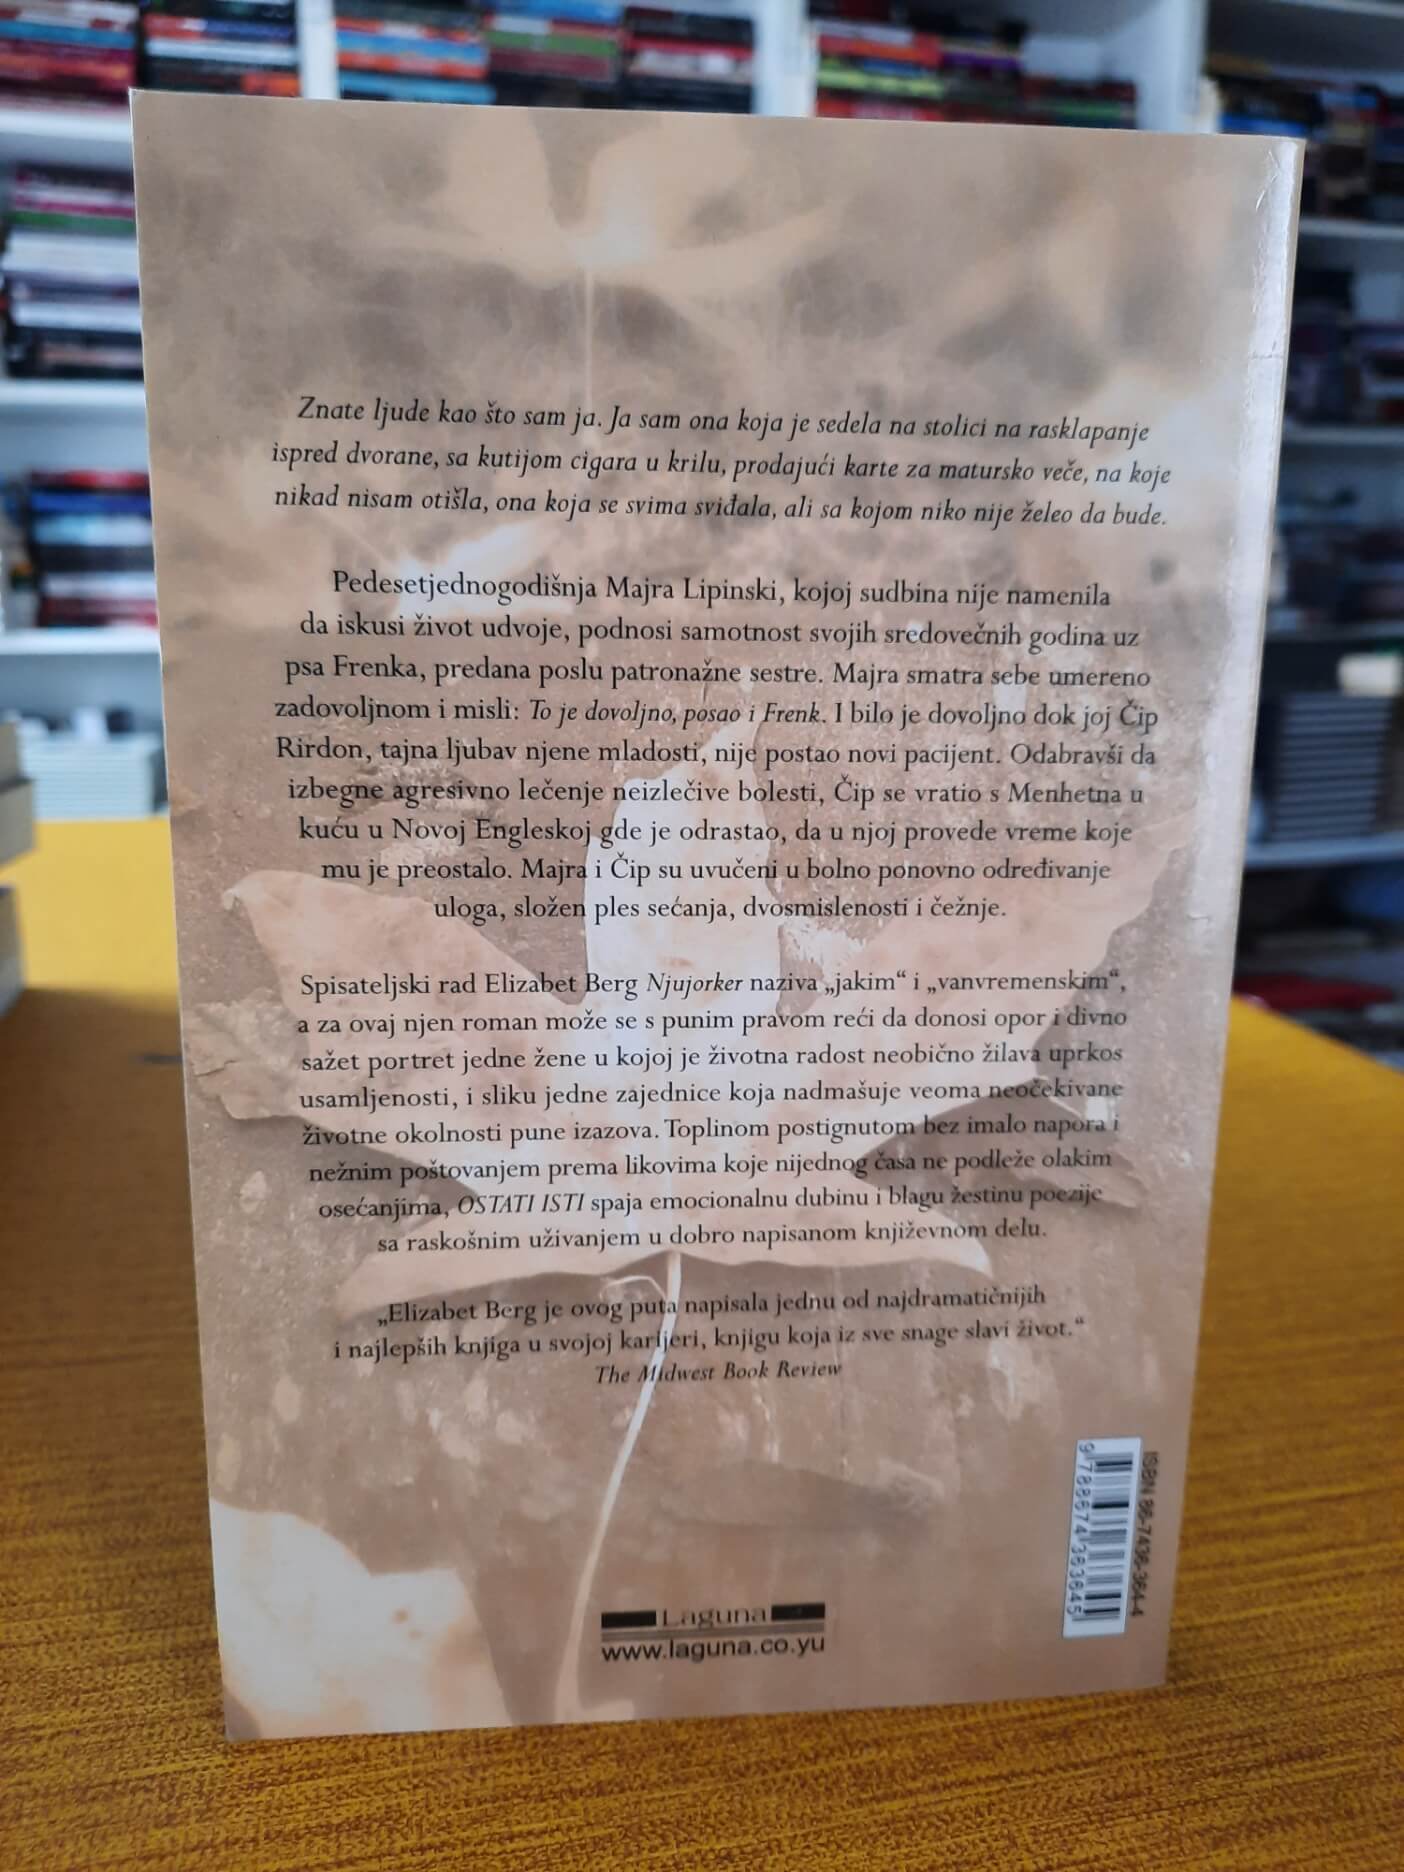 Znate ljude kao što sam ja. Ja sam ona koja je sedela na stolici na rasklapanje
ispred dvorane, sa kutijom cigara u krilu, prodajući karte za matursko veče, na koje
nikad nisam otišla, ona koja se svima sviđala, ali sa kojom niko nije želeo da bude.
Pedesetjednogodišnja Majra Lipinski, kojoj sudbina nije namenila
da iskusi život udvoje, podnosi samotnost svojih sredovečnih godina uz
psa Frenka, predana poslu patronažne sestre. Majra smatra sebe umereno
zadovoljnom i misli: To je dovoljno, posao i Frenk. I bilo je dovoljno dok joj Čip
Rirdon, tajna ljubav njene mladosti, nije postao novi pacijent. Odabravši da
izbegne agresivno lečenje neizlečive bolesti, Čip se vratio s Menhetna u
kuću u Novoj Engleskoj gde je odrastao, da u njoj provede vreme koje
mu je preostalo. Majra i Čip su uvučeni u bolno ponovno određivanje
uloga, složen ples sećanja, dvosmislenosti i čežnje.
Spisateljski rad Elizabet Berg Njujorker naziva „jakim“ i „vanvremenskim“,
a za ovaj njen roman može se s punim pravom reći da donosi opor i divno
sažet portret jedne žene u kojoj je životna radost neobično žilava uprkos
usamljenosti, i sliku jedne zajednice koja nadmašuje veoma neočekivane
životne okolnosti pune izazova. Toplinom postignutom bez imalo napora i
nežnim poštovanjem prema likovima koje nijednog časa ne podleže olakim
osećanjima, OSTATI ISTI spaja emocionalnu dubinu i blagu žestinu poezije
sa raskošnim uživanjem u dobro napisanom književnom delu.
„Elizabet Berg je ovog puta napisala jednu od najdramatičnijih
i najlepših knjiga u svojoj karijeri, knjigu koja iz sve snage slavi život.“
The Midwest Book Review
ISBN 86-7436-364-4
9788674363645
Laguna
www.laguna.co.yu